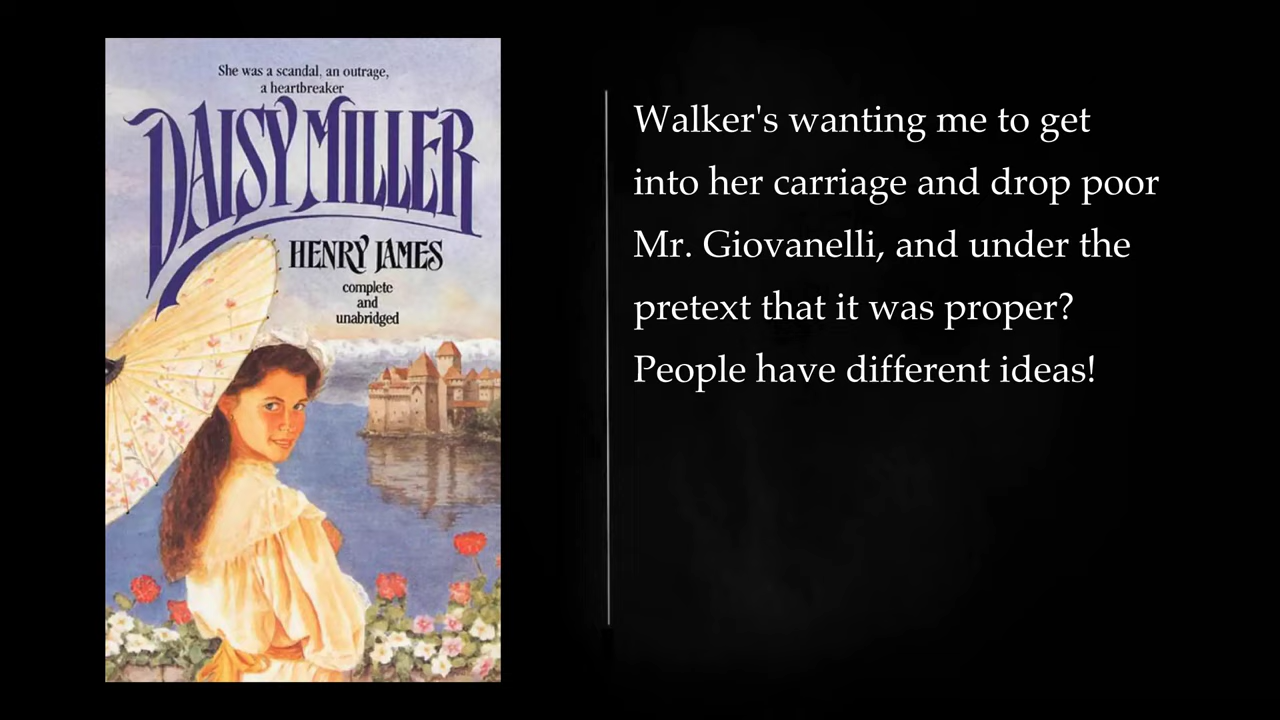 She was a scandal, an outrage,
a heartbreaker
DAISY MILLER
HENRY JAMES
complete
and
unabridged
Walker's wanting me to get
into her carriage and drop poor
Mr. Giovanelli, and under the
pretext that it was proper?
People have different ideas!